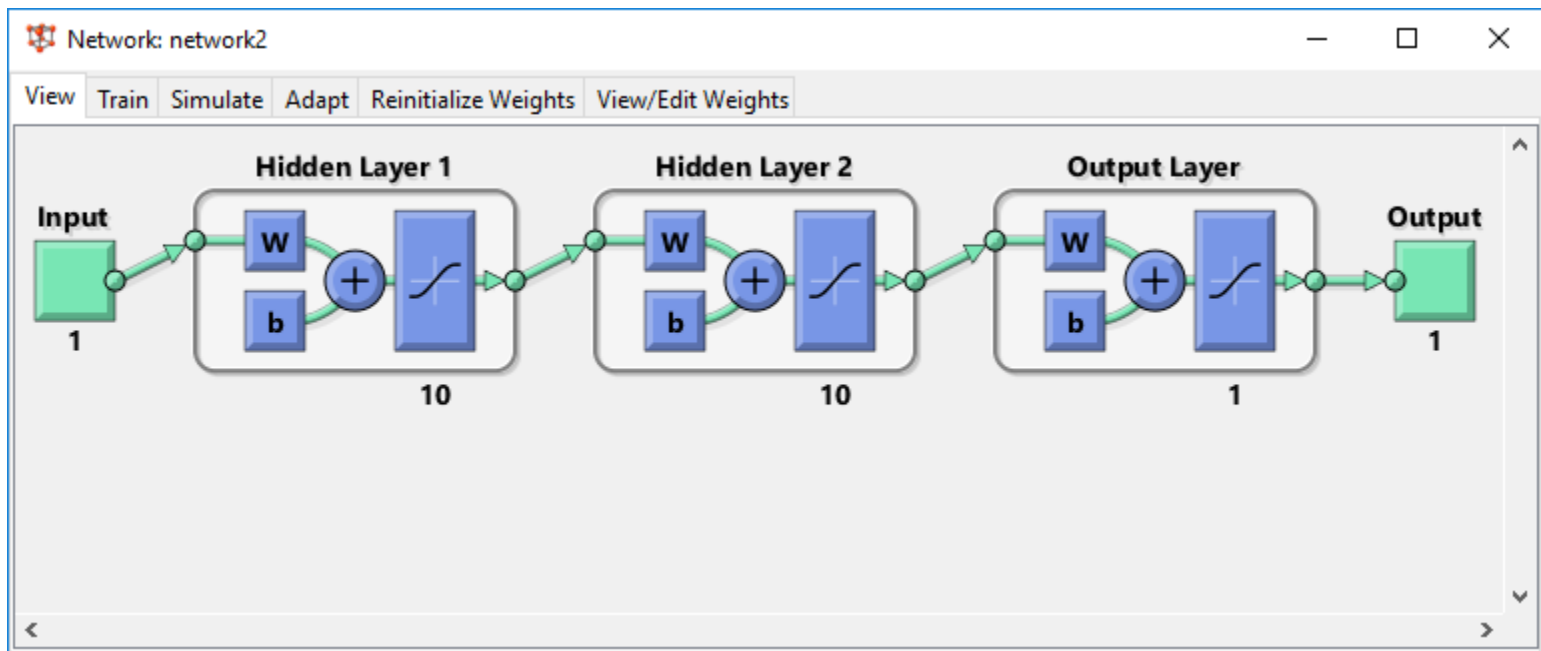 Network: network2
View Train Simulate Adapt Reinitialize Weights View/Edit Weights
Hidden Layer 1 Hidden Layer 2 Output Layer
Input Output
W W W
+ + +
b b b
1 1
10 10 1